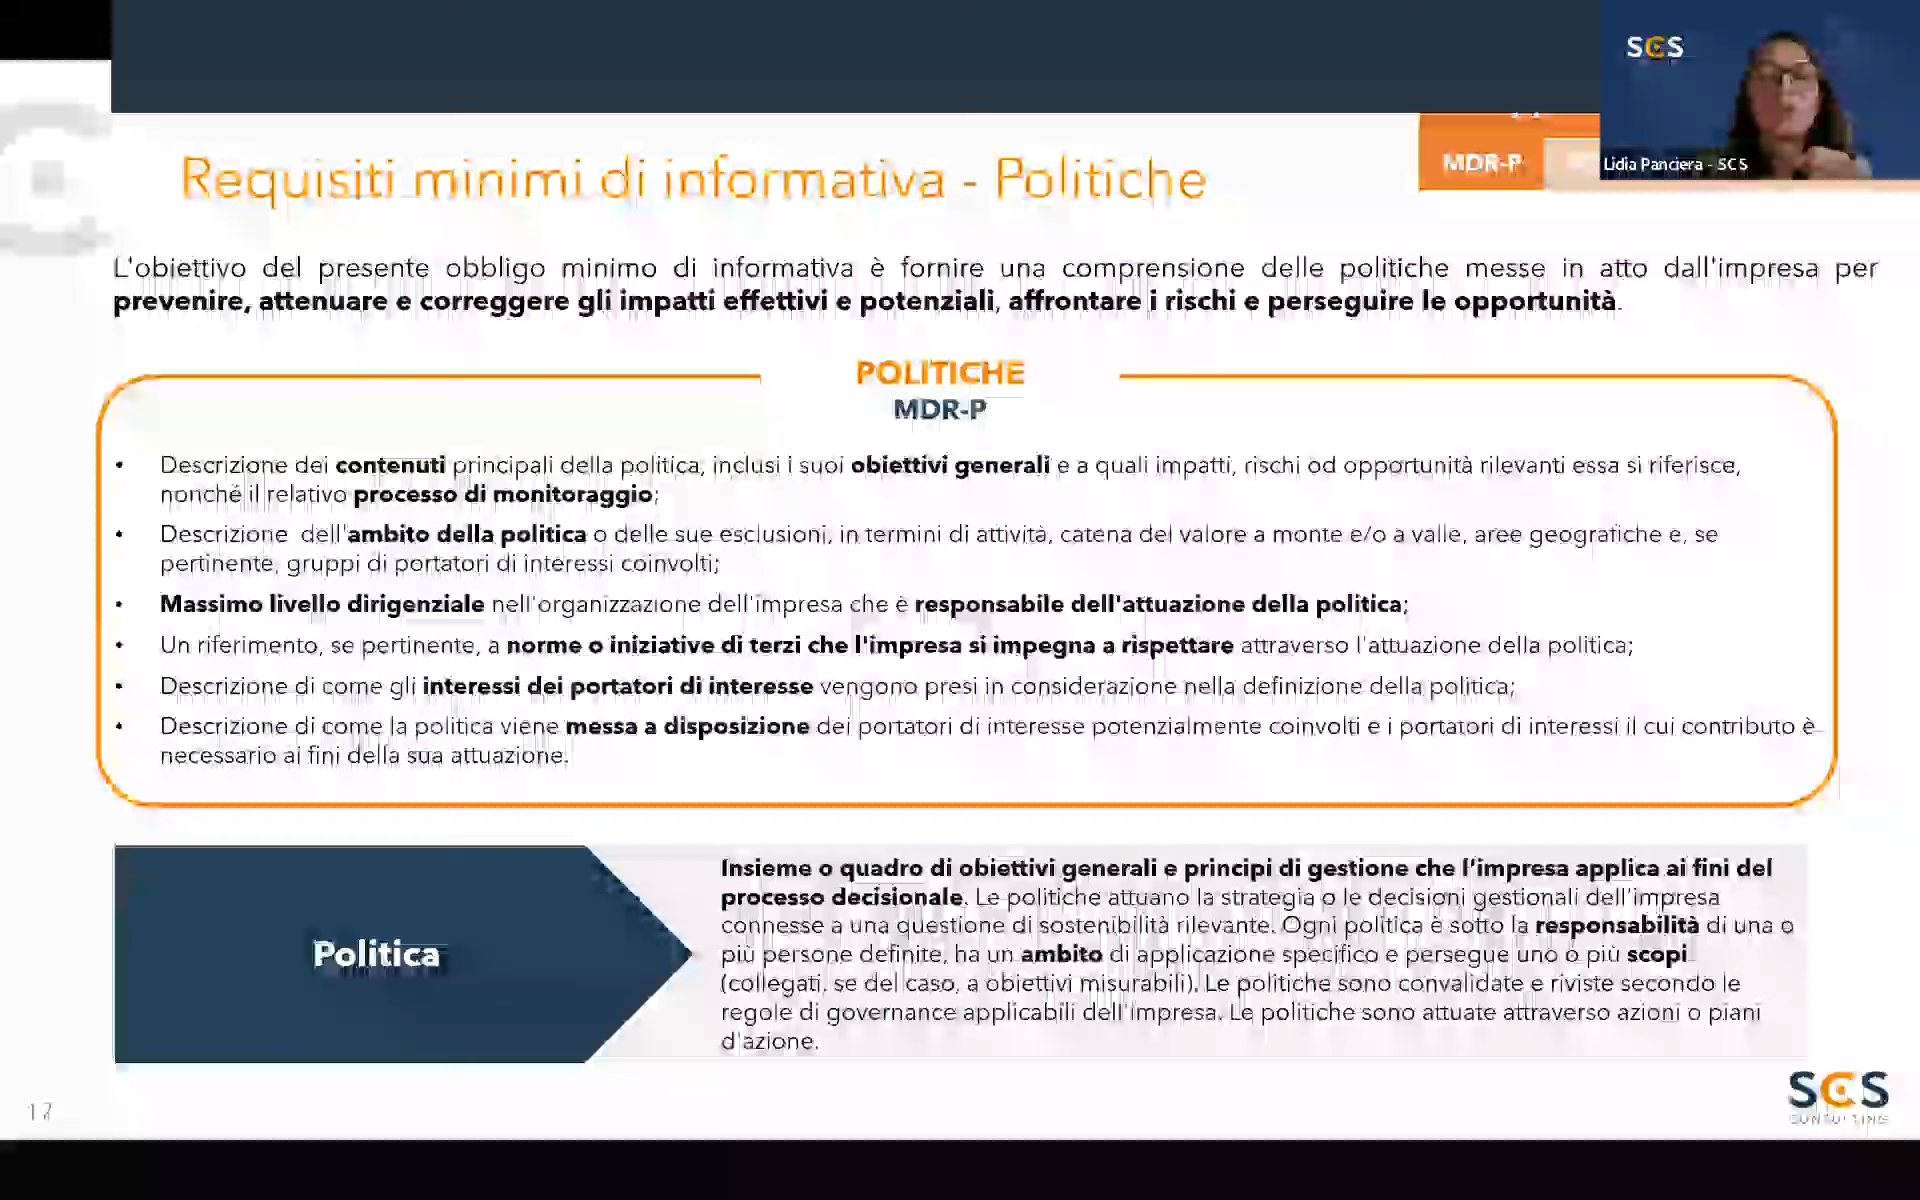 SCS
Lidia Panciera - SCS
MDR-P
Requisiti minimi di informativa - Politiche
L'obiettivo del presente obbligo minimo di informativa è fornire una comprensione delle politiche messe in atto dall'impresa per
prevenire, attenuare e correggere gli impatti effettivi e potenziali, affrontare i rischi e perseguire le opportunità.
POLITICHE
MDR-P
• Descrizione dei contenuti principali della politica, inclusi i suoi obiettivi generali e a quali impatti, rischi od opportunità rilevanti essa si riferisce,
nonché il relativo processo di monitoraggio;
• Descrizione dell'ambito della politica o delle sue esclusioni, in termini di attività, catena del valore a monte e/o a valle, aree geografiche e, se
pertinente, gruppi di portatori di interessi coinvolti;
• Massimo livello dirigenziale nell'organizzazione dell'impresa che è responsabile dell'attuazione della politica;
• Un riferimento, se pertinente, a norme o iniziative di terzi che l'impresa si impegna a rispettare attraverso l'attuazione della politica;
• Descrizione di come gli interessi dei portatori di interesse vengono presi in considerazione nella definizione della politica;
• Descrizione di come la politica viene messa a disposizione dei portatori di interesse potenzialmente coinvolti e i portatori di interessi il cui contributo è
necessario ai fini della sua attuazione.
Politica
Insieme o quadro di obiettivi generali e principi di gestione che l'impresa applica ai fini del
processo decisionale. Le politiche attuano la strategia o le decisioni gestionali dell'impresa
connesse a una questione di sostenibilità rilevante. Ogni politica è sotto la responsabilità di una o
più persone definite, ha un ambito di applicazione specifico e persegue uno o più scopi
(collegati, se del caso, a obiettivi misurabili). Le politiche sono convalidate e riviste secondo le
regole di governance applicabili dell'impresa. Le politiche sono attuate attraverso azioni o piani
d'azione.
17
SCS
CONSULTING